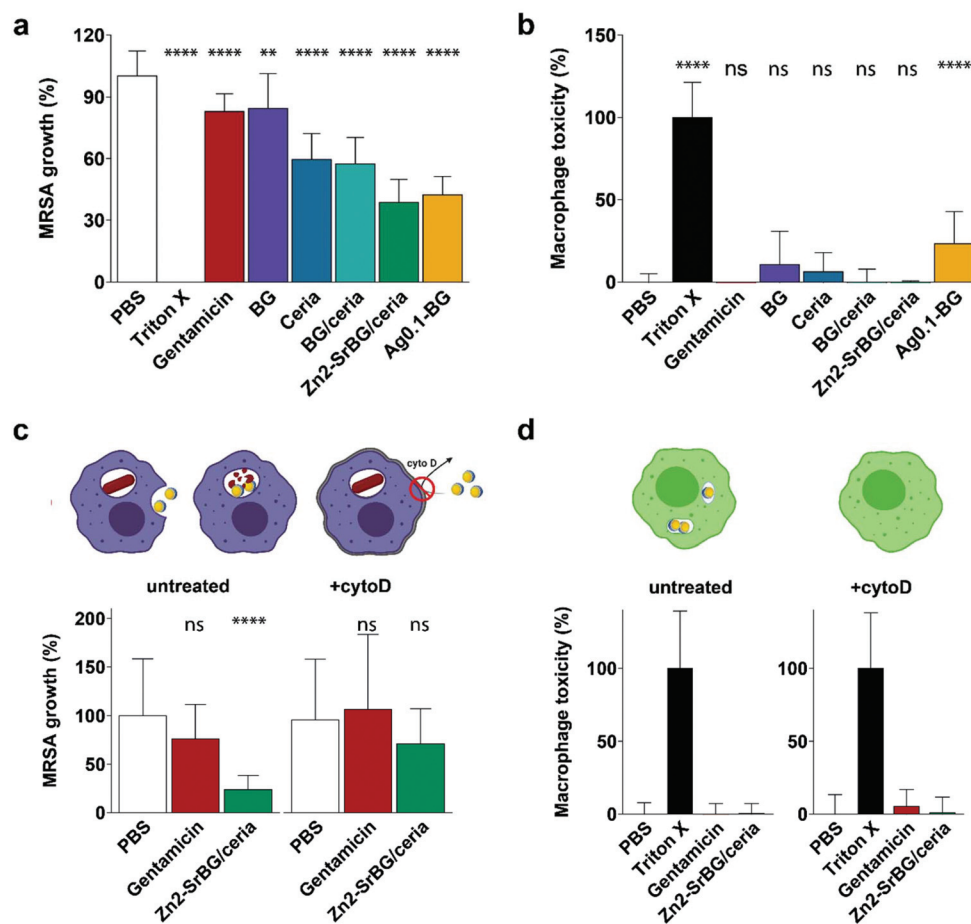 a
MRSA growth (%)
120
90
60
30
0
**** **** ** **** **** **** ****
PBS
Triton X
Gentamicin
BG
Ceria
BG/ceria
Zn2-SrBG/ceria
Ag0.1-BG
b
Macrophage toxicity (%)
150
100
50
0
**** ns ns ns ns ns ****
PBS
Triton X
Gentamicin
BG
Ceria
BG/ceria
Zn2-SrBG/ceria
Ag0.1-BG
c
cyto D
untreated +cytoD
MRSA growth (%)
200
150
100
50
0
ns **** ns ns
PBS
Gentamicin
Zn2-SrBG/ceria
PBS
Gentamicin
Zn2-SrBG/ceria
d
untreated +cytoD
Macrophage toxicity (%)
100
50
0
PBS
Triton X
Gentamicin
Zn2-SrBG/ceria
100
50
0
PBS
Triton X
Gentamicin
Zn2-SrBG/ceria